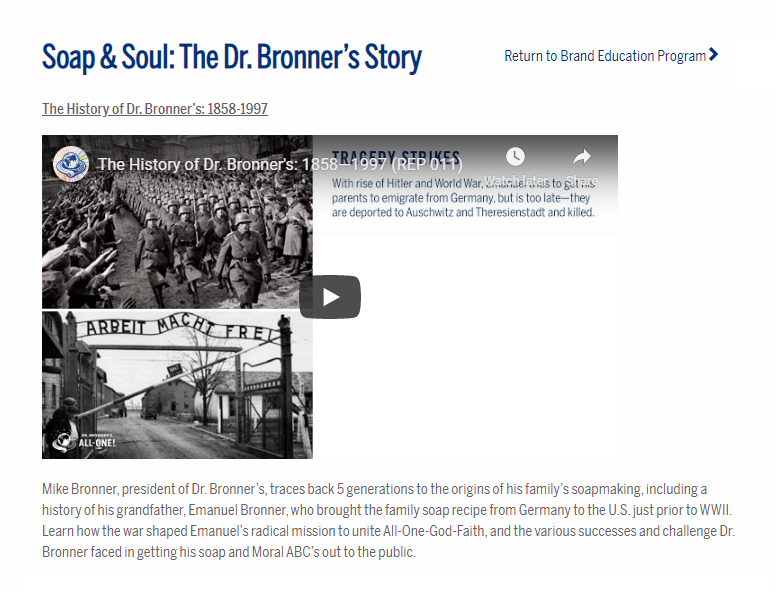 Soap & Soul: The Dr. Bronner's Story
Return to Brand Education Program
The History of Dr. Bronner's: 1858-1997
The History of Dr. Bronner's: 1858—1997 (REP 011)
TRAGEDY STRIKES
Watch later
Share
With rise of Hitler and World War, Emanuel tries to get his
parents to emigrate from Germany, but is too late—they
are deported to Auschwitz and Theresienstadt and killed.
ARBEIT MACHT FREI
HALT
DR. BRONNER'S
ALL-ONE!
Mike Bronner, president of Dr. Bronner's, traces back 5 generations to the origins of his family's soapmaking, including a
history of his grandfather, Emanuel Bronner, who brought the family soap recipe from Germany to the U.S. just prior to WWII.
Learn how the war shaped Emanuel's radical mission to unite All-One-God-Faith, and the various successes and challenge Dr.
Bronner faced in getting his soap and Moral ABC's out to the public.